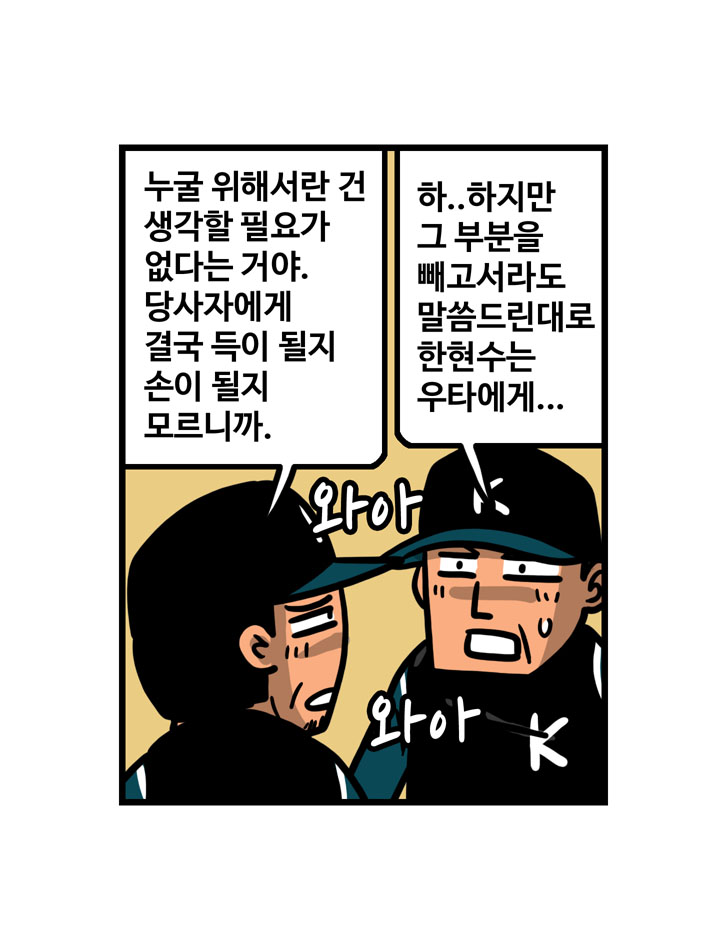 누굴 위해서란 건
생각할 필요가
없다는 거야.
당사자에게
결국 득이 될지
손이 될지
모르니까.
하..하지만
그 부분을
빼고서라도
말씀드린대로
한현수는
우타에게...
와아
K
와아
K